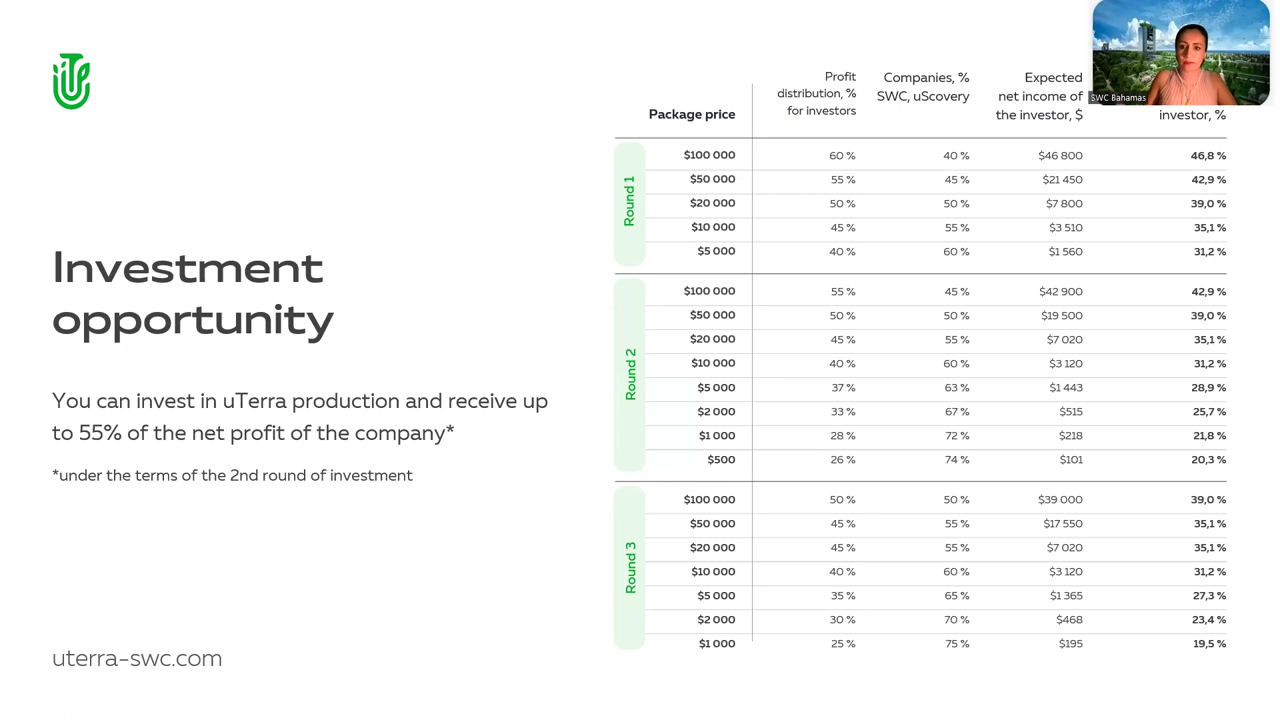 SWC Bahamas
Investment
opportunity
You can invest in uTerra production and receive up
to 55% of the net profit of the company*
*under the terms of the 2nd round of investment
uterra-swc.com
Package price
Profit
distribution, %
for investors
Companies, %
SWC, uScovery
Expected
net income of
the investor, $
investor, %
Round 1
$100 000 60 % 40 % $46 800 46,8 %
$50 000 55 % 45 % $21 450 42,9 %
$20 000 50 % 50 % $7 800 39,0 %
$10 000 45 % 55 % $3 510 35,1 %
$5 000 40 % 60 % $1 560 31,2 %
Round 2
$100 000 55 % 45 % $42 900 42,9 %
$50 000 50 % 50 % $19 500 39,0 %
$20 000 45 % 55 % $7 020 35,1 %
$10 000 40 % 60 % $3 120 31,2 %
$5 000 37 % 63 % $1 443 28,9 %
$2 000 33 % 67 % $515 25,7 %
$1 000 28 % 72 % $218 21,8 %
$500 26 % 74 % $101 20,3 %
Round 3
$100 000 50 % 50 % $39 000 39,0 %
$50 000 45 % 55 % $17 550 35,1 %
$20 000 45 % 55 % $7 020 35,1 %
$10 000 40 % 60 % $3 120 31,2 %
$5 000 35 % 65 % $1 365 27,3 %
$2 000 30 % 70 % $468 23,4 %
$1 000 25 % 75 % $195 19,5 %